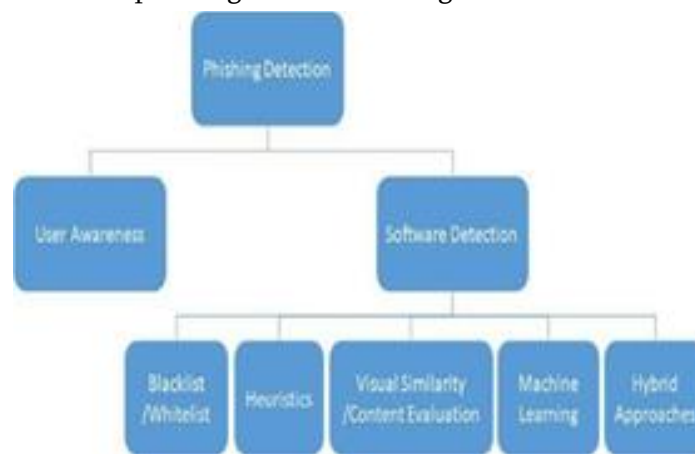 Phishing Detection
User Awareness
Software Detection
Blacklist
/Whitelist
Heuristics
Visual Similarity
/Content Evaluation
Machine
Learning
Hybrid
Approaches